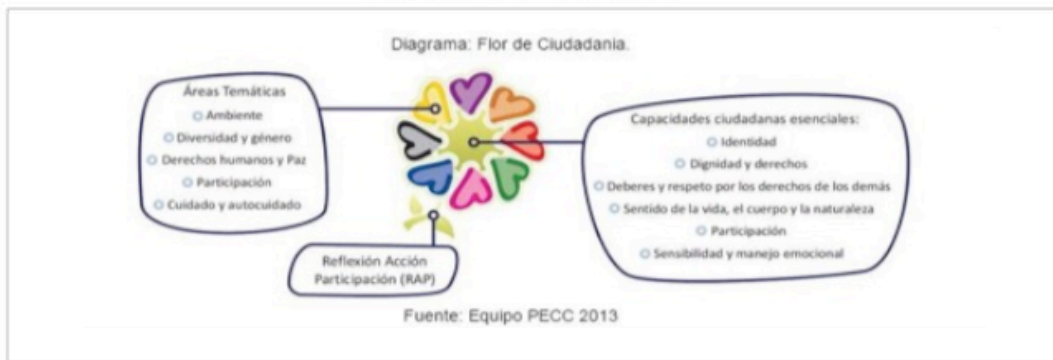 Diagrama: Flor de Ciudadanía.
Áreas Temáticas
Ambiente
Diversidad y género
Derechos humanos y Paz
Participación
Cuidado y autocuidado
Capacidades ciudadanas esenciales:
Identidad
Dignidad y derechos
Deberes y respeto por los derechos de los demás
Sentido de la vida, el cuerpo y la naturaleza
Participación
Sensibilidad y manejo emocional
Reflexión Acción
Participación (RAP)
Fuente: Equipo PECC 2013